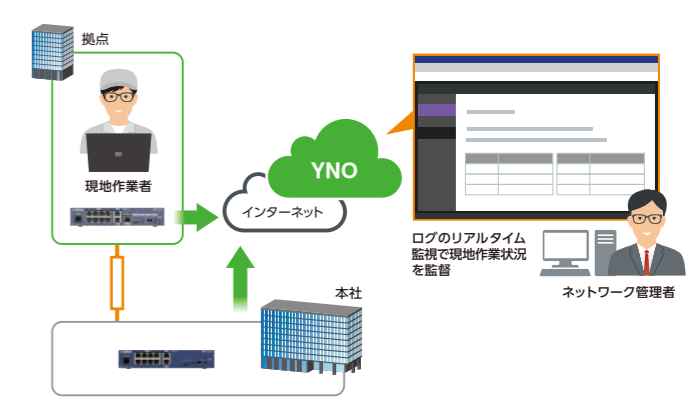 拠点
現地作業者
YNO
インターネット
本社
ログのリアルタイム
監視で現地作業状況
を監督
ネットワーク管理者